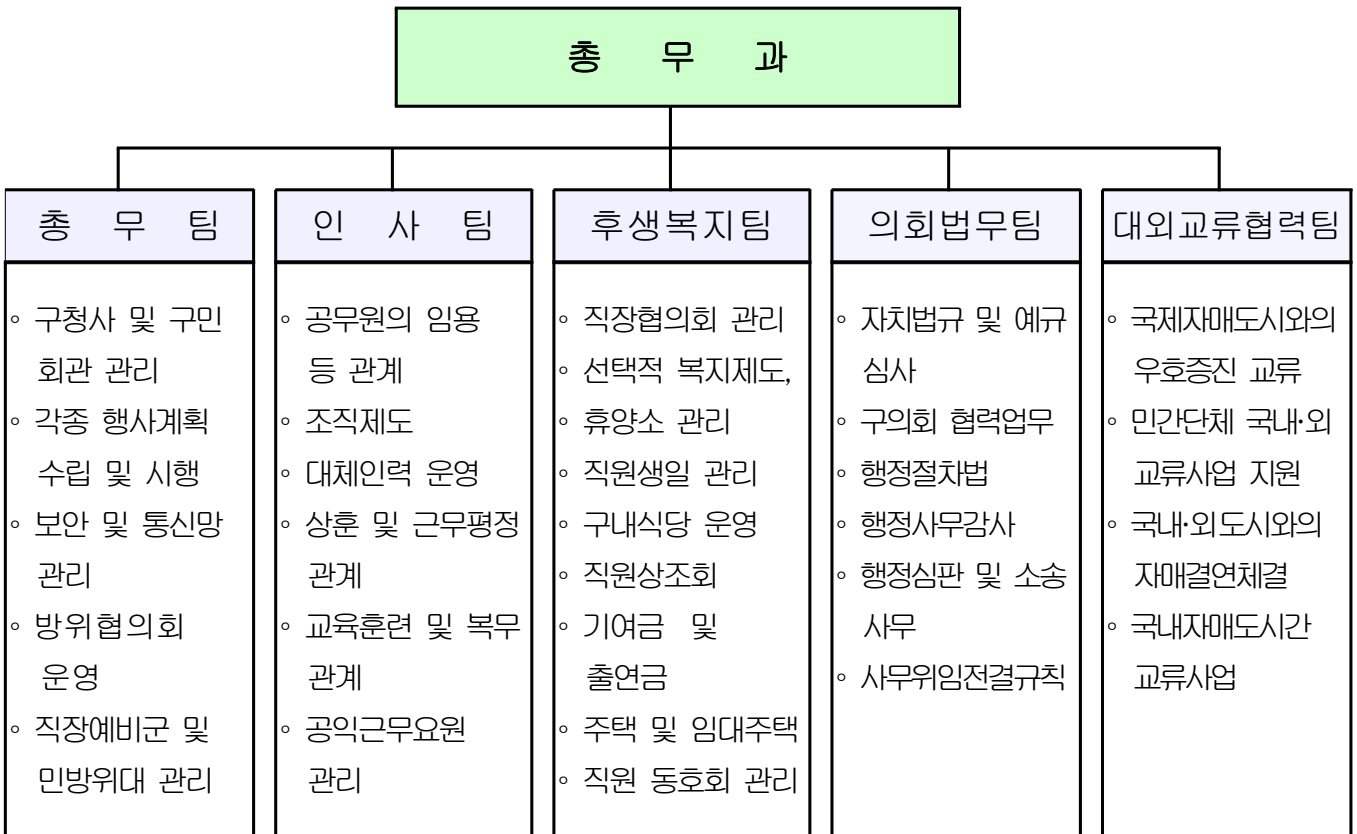 총 무 과
총 무 팀
◦ 구청사 및 구민
회관 관리
◦ 각종 행사계획
수립 및 시행
◦ 보안 및 통신망
관리
◦ 방위협의회
운영
◦ 직장예비군 및
민방위대 관리
인 사 팀
◦ 공무원의 임용
등 관계
◦ 조직제도
◦ 대체인력 운영
◦ 상훈 및 근무평정
관계
◦ 교육훈련 및 복무
관계
◦ 공익근무요원
관리
후생복지팀
◦ 직장협의회 관리
◦ 선택적 복지제도,
◦ 휴양소 관리
◦ 직원생일 관리
◦ 구내식당 운영
◦ 직원상조회
◦ 기여금 및
출연금
◦ 주택 및 임대주택
◦ 직원 동호회 관리
의회법무팀
◦ 자치법규 및 예규
심사
◦ 구의회 협력업무
◦ 행정절차법
◦ 행정사무감사
◦ 행정심판 및 소송
사무
◦ 사무위임전결규칙
대외교류협력팀
◦ 국제자매도시와의
우호증진 교류
◦ 민간단체 국내·외
교류사업 지원
◦ 국내·외 도시와의
자매결연체결
◦ 국내자매도시간
교류사업